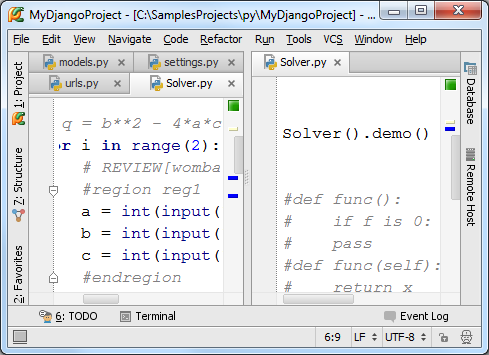 MyDjangoProject - [C:\SamplesProjects\py\MyDjangoProject] - ...
File Edit View Navigate Code Refactor Run Tools VCS Window Help
models.py settings.py
urls.py Solver.py
q = b**2 - 4*a*c
or i in range(2):
# REVIEW[womba
#region reg1
a = int(input(
b = int(input(
c = int(input(
#endregion
Solver.py
Solver().demo()
#def func():
# if f is 0:
# pass
#def func(self):
# return x
1: Project
7: Structure
2: Favorites
Database
Remote Host
6: TODO Terminal Event Log
6:9 LF UTF-8